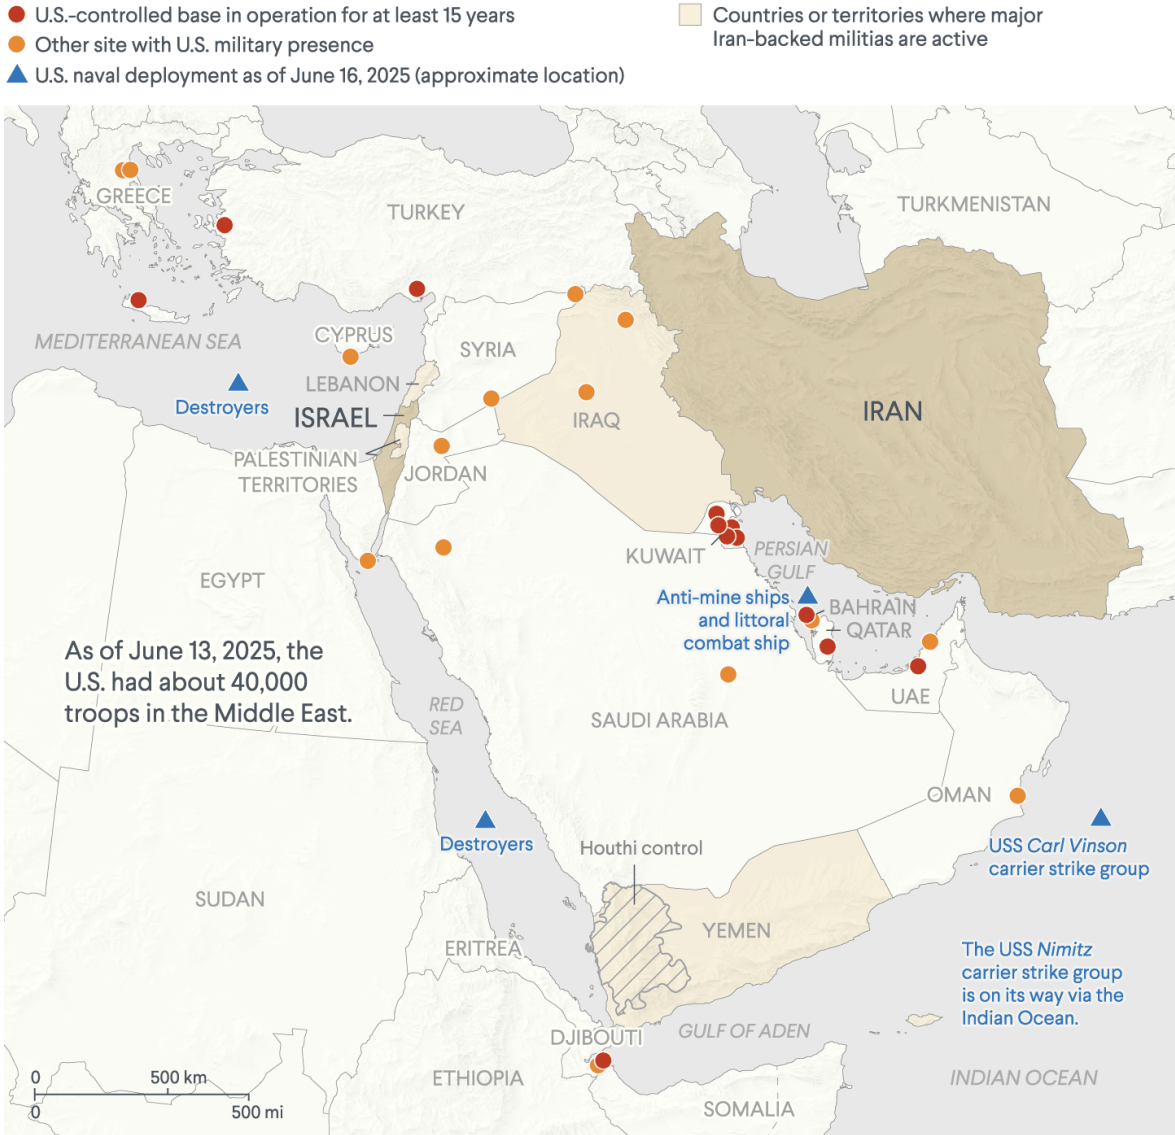 U.S.-controlled base in operation for at least 15 years
Other site with U.S. military presence
U.S. naval deployment as of June 16, 2025 (approximate location)
Countries or territories where major
Iran-backed militias are active
GREECE
TURKEY
TURKMENISTAN
MEDITERRANEAN SEA
CYPRUS
SYRIA
LEBANON
Destroyers
ISRAEL
IRAQ
IRAN
PALESTINIAN
TERRITORIES
JORDAN
KUWAIT
PERSIAN
GULF
EGYPT
Anti-mine ships
and littoral
combat ship
BAHRAIN
QATAR
As of June 13, 2025, the
U.S. had about 40,000
troops in the Middle East.
RED
SEA
SAUDI ARABIA
UAE
OMAN
Destroyers
Houthi control
USS Carl Vinson
carrier strike group
SUDAN
ERITREA
YEMEN
The USS Nimitz
carrier strike group
is on its way via the
Indian Ocean.
DJIBOUTI
GULF OF ADEN
ETHIOPIA
INDIAN OCEAN
SOMALIA
0 500 km
0 500 mi